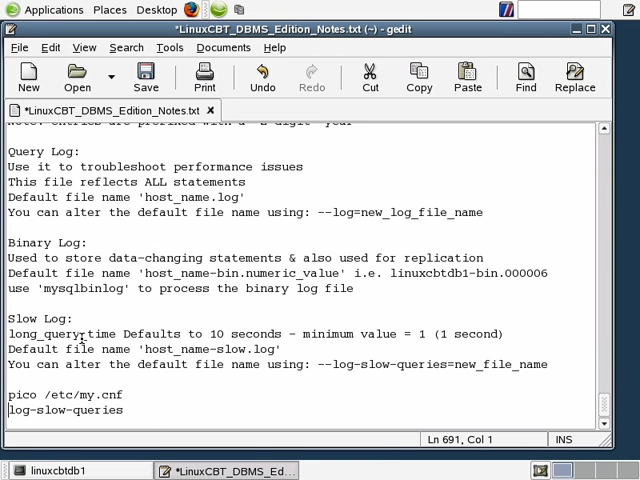 Applications Places Desktop
*LinuxCBT_DBMS_Edition_Notes.txt (~) - gedit
File Edit View Search Tools Documents Help
New Open Save Print Undo Redo Cut Copy Paste Find Replace
*LinuxCBT_DBMS_Edition_Notes.txt x
Query Log:
Use it to troubleshoot performance issues
This file reflects ALL statements
Default file name 'host_name.log'
You can alter the default file name using: --log=new_log_file_name
Binary Log:
Used to store data-changing statements & also used for replication
Default file name 'host_name-bin.numeric_value' i.e. linuxcbtdb1-bin.000006
use 'mysqlbinlog' to process the binary log file
Slow Log:
long_query_time Defaults to 10 seconds - minimum value = 1 (1 second)
Default file name 'host_name-slow.log'
You can alter the default file name using: --log-slow-queries=new_file_name
pico /etc/my.cnf
log-slow-queries
Ln 691, Col 1 INS
linuxcbtdb1 *LinuxCBT_DBMS_Ed...